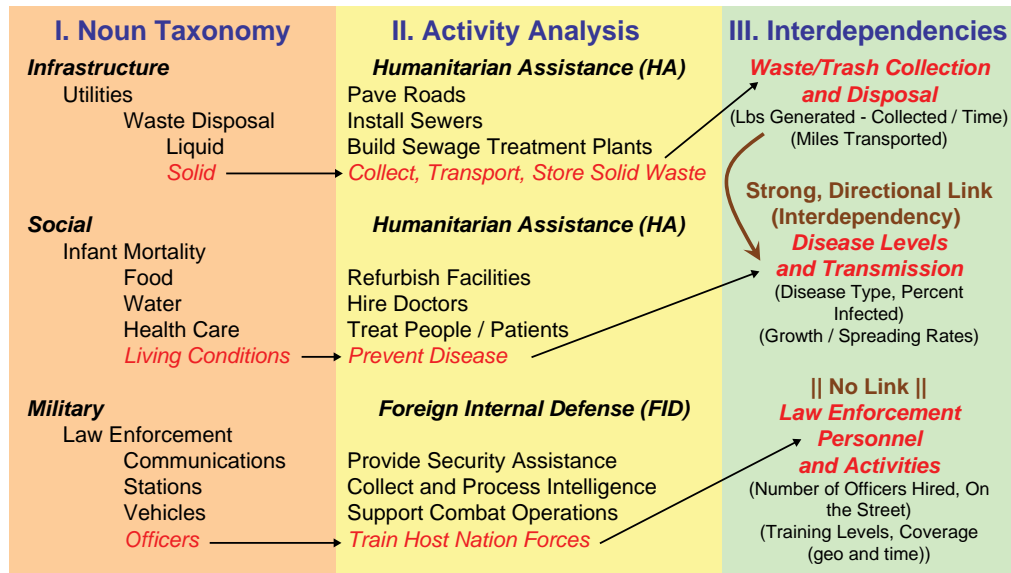 I. Noun Taxonomy
Infrastructure
Utilities
Waste Disposal
Liquid
Solid
Social
Infant Mortality
Food
Water
Health Care
Living Conditions
Military
Law Enforcement
Communications
Stations
Vehicles
Officers
II. Activity Analysis
Humanitarian Assistance (HA)
Pave Roads
Install Sewers
Build Sewage Treatment Plants
Collect, Transport, Store Solid Waste
Humanitarian Assistance (HA)
Refurbish Facilities
Hire Doctors
Treat People / Patients
Prevent Disease
Foreign Internal Defense (FID)
Provide Security Assistance
Collect and Process Intelligence
Support Combat Operations
Train Host Nation Forces
III. Interdependencies
Waste/Trash Collection
and Disposal
(Lbs Generated - Collected / Time)
(Miles Transported)
Strong, Directional Link
(Interdependency)
Disease Levels
and Transmission
(Disease Type, Percent
Infected)
(Growth / Spreading Rates)
|| No Link ||
Law Enforcement
Personnel
and Activities
(Number of Officers Hired, On
the Street)
(Training Levels, Coverage
(geo and time))